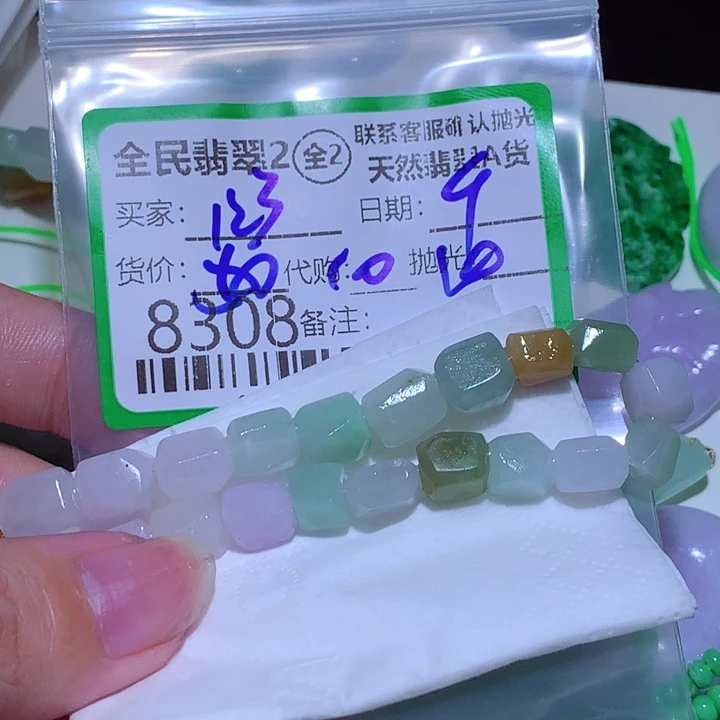 全民翡翠2 全2 联系客服确认抛光
天然翡翠A货
买家: 日期:
货价: 代购: 10 抛光
8308 备注: